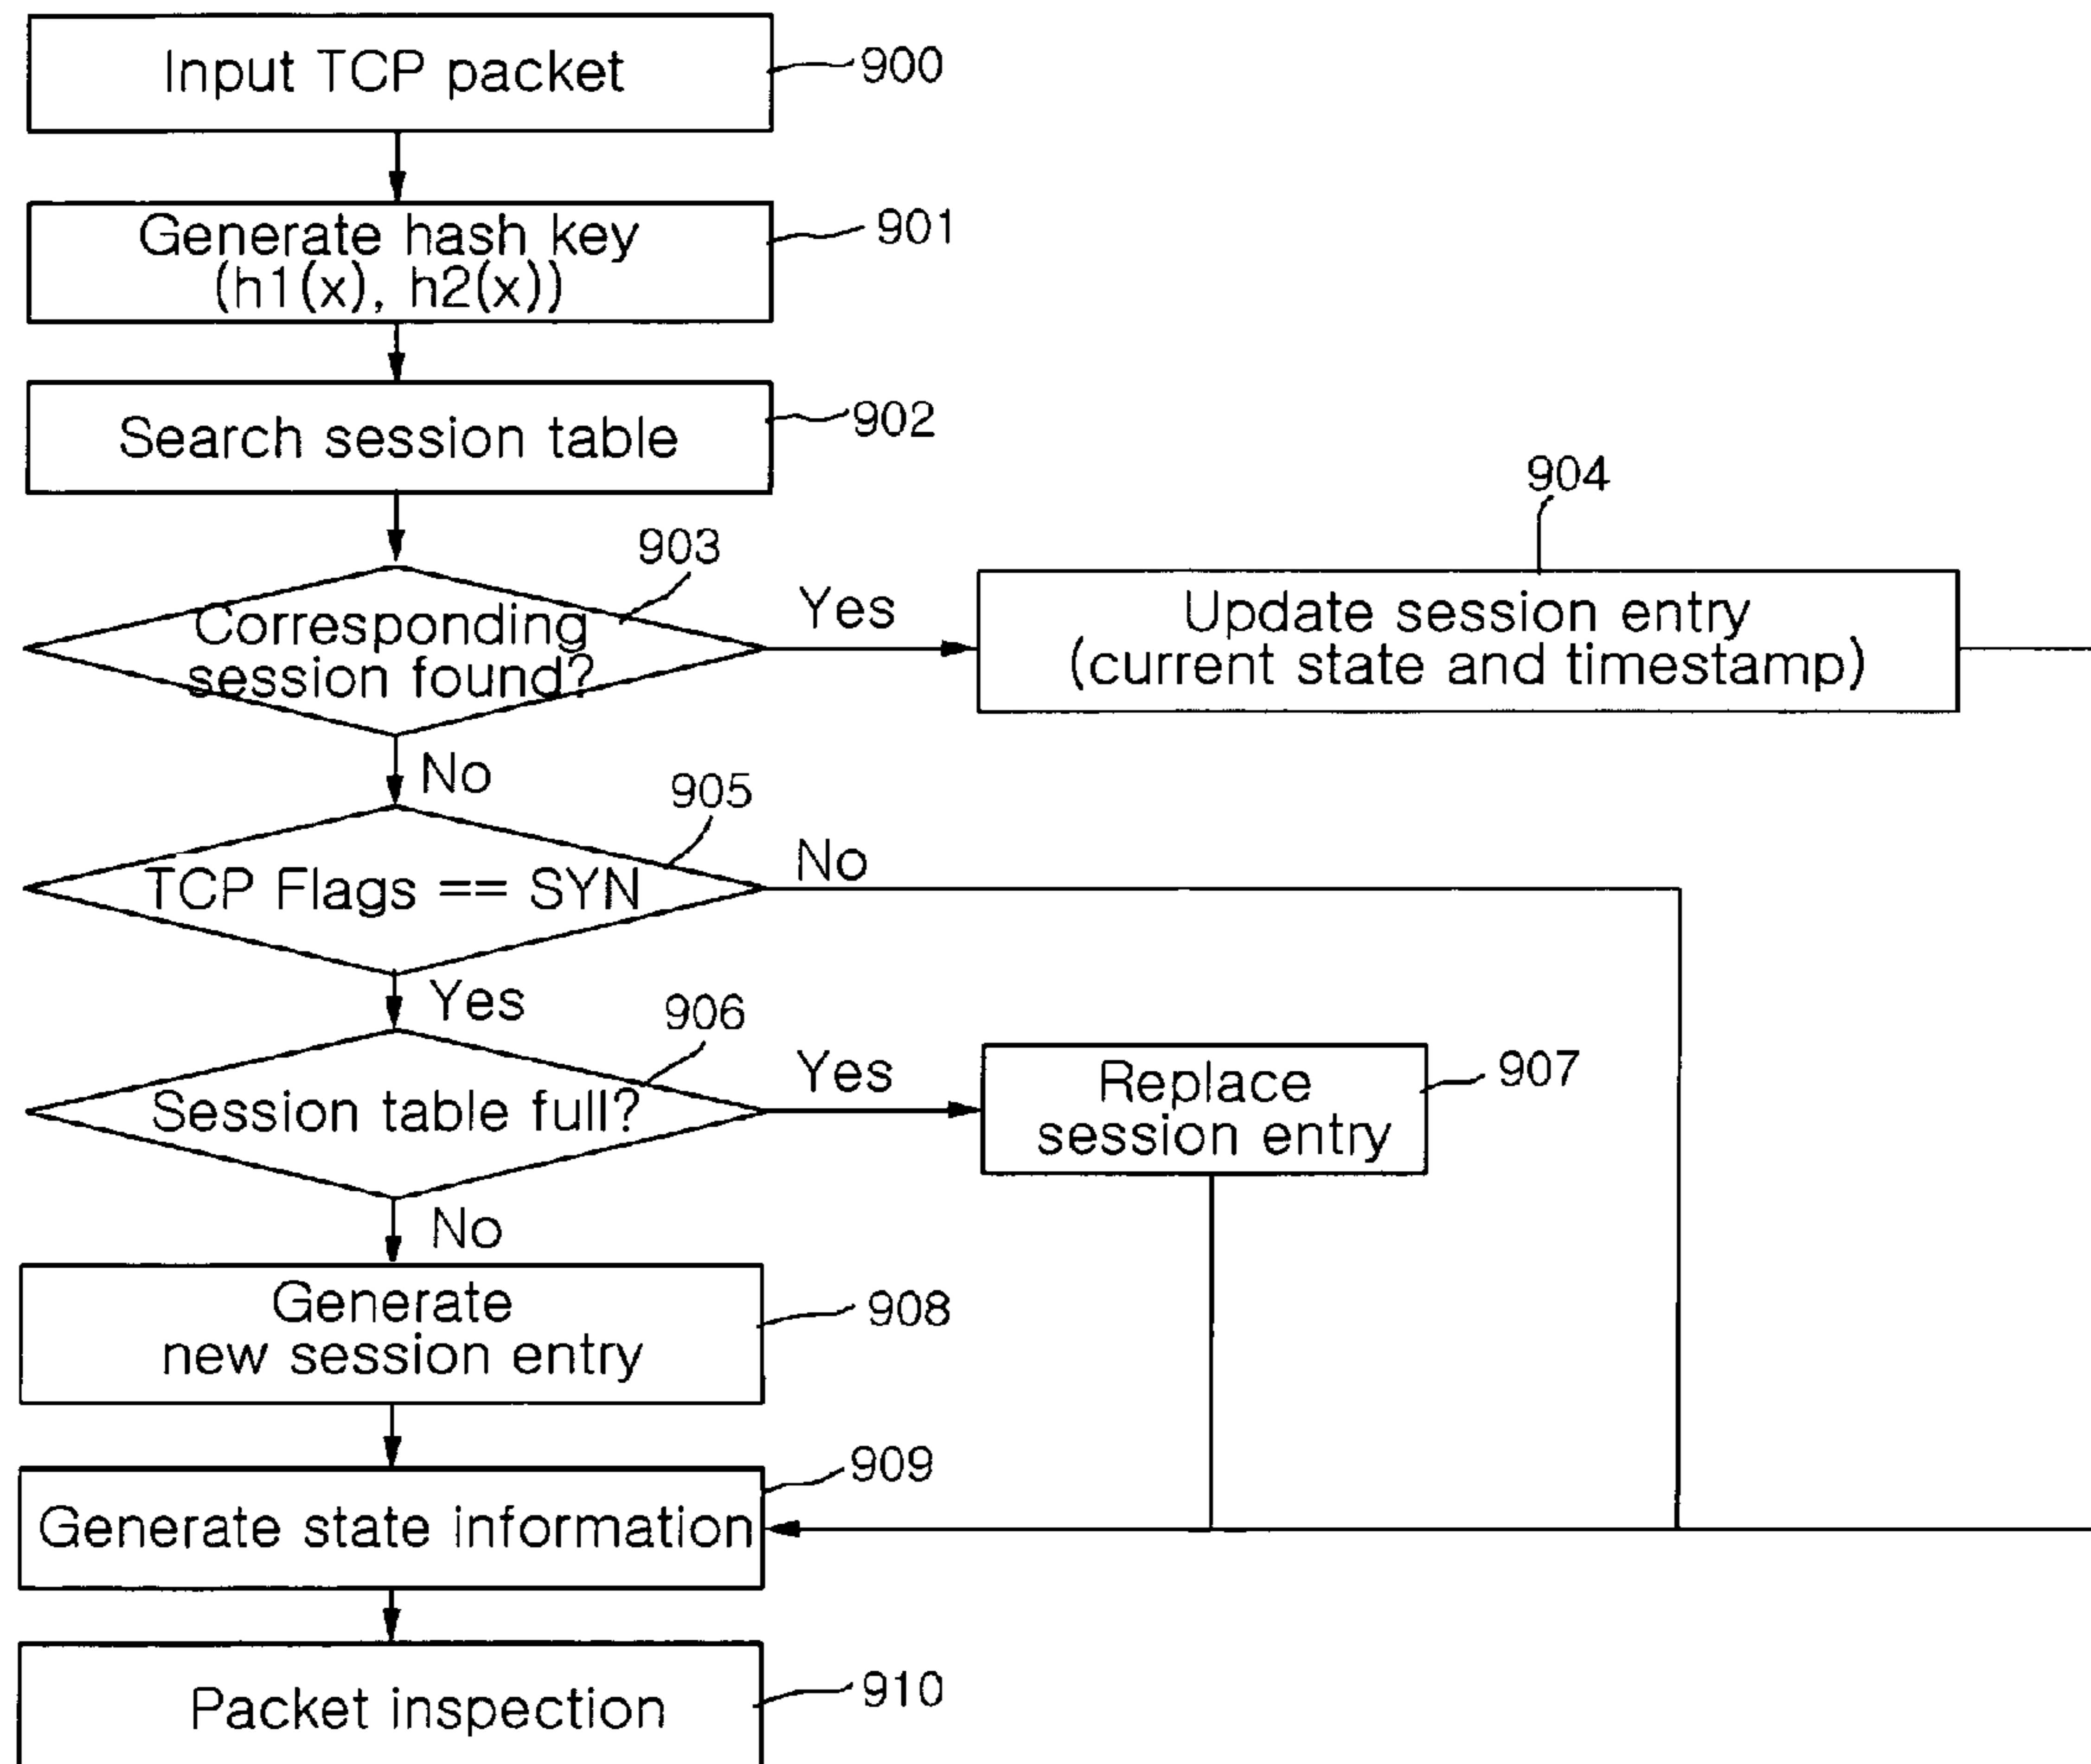 Input TCP packet
900
Generate hash key
(h1(x), h2(x))
901
Search session table
902
903
Corresponding
session found?
Yes
904
Update session entry
(current state and timestamp)
No
905
TCP Flags == SYN
No
Yes
906
Session table full?
Yes
Replace
session entry
907
No
Generate
new session entry
908
909
Generate state information
Packet inspection
910